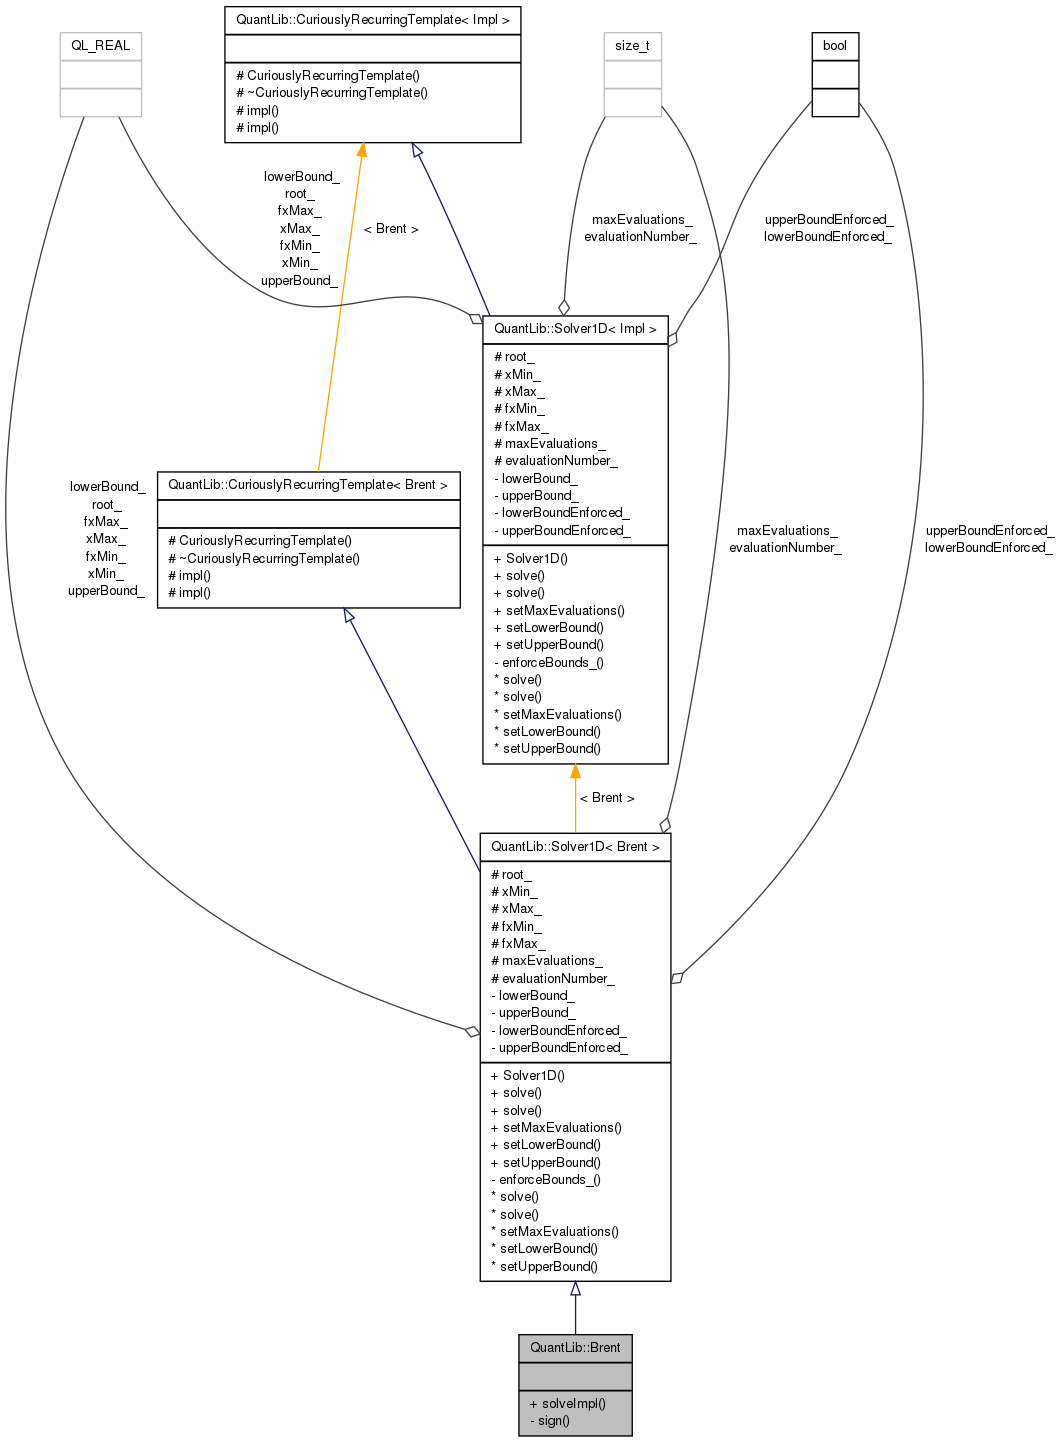 QuantLib::CuriouslyRecurringTemplate< Impl >
# CuriouslyRecurringTemplate()
# ~CuriouslyRecurringTemplate()
# impl()
# impl()
QL_REAL
size_t
bool
lowerBound_
root_
fxMax_
xMax_
fxMin_
xMin_
upperBound_
< Brent >
maxEvaluations_
evaluationNumber_
upperBoundEnforced_
lowerBoundEnforced_
QuantLib::Solver1D< Impl >
# root_
# xMin_
# xMax_
# fxMin_
# fxMax_
# maxEvaluations_
# evaluationNumber_
- lowerBound_
- upperBound_
- lowerBoundEnforced_
- upperBoundEnforced_
+ Solver1D()
+ solve()
+ solve()
+ setMaxEvaluations()
+ setLowerBound()
+ setUpperBound()
- enforceBounds_()
* solve()
* solve()
* setMaxEvaluations()
* setLowerBound()
* setUpperBound()
QuantLib::CuriouslyRecurringTemplate< Brent >
# CuriouslyRecurringTemplate()
# ~CuriouslyRecurringTemplate()
# impl()
# impl()
lowerBound_
root_
fxMax_
xMax_
fxMin_
xMin_
upperBound_
maxEvaluations_
evaluationNumber_
upperBoundEnforced_
lowerBoundEnforced_
< Brent >
QuantLib::Solver1D< Brent >
# root_
# xMin_
# xMax_
# fxMin_
# fxMax_
# maxEvaluations_
# evaluationNumber_
- lowerBound_
- upperBound_
- lowerBoundEnforced_
- upperBoundEnforced_
+ Solver1D()
+ solve()
+ solve()
+ setMaxEvaluations()
+ setLowerBound()
+ setUpperBound()
- enforceBounds_()
* solve()
* solve()
* setMaxEvaluations()
* setLowerBound()
* setUpperBound()
QuantLib::Brent
+ solveImpl()
- sign()